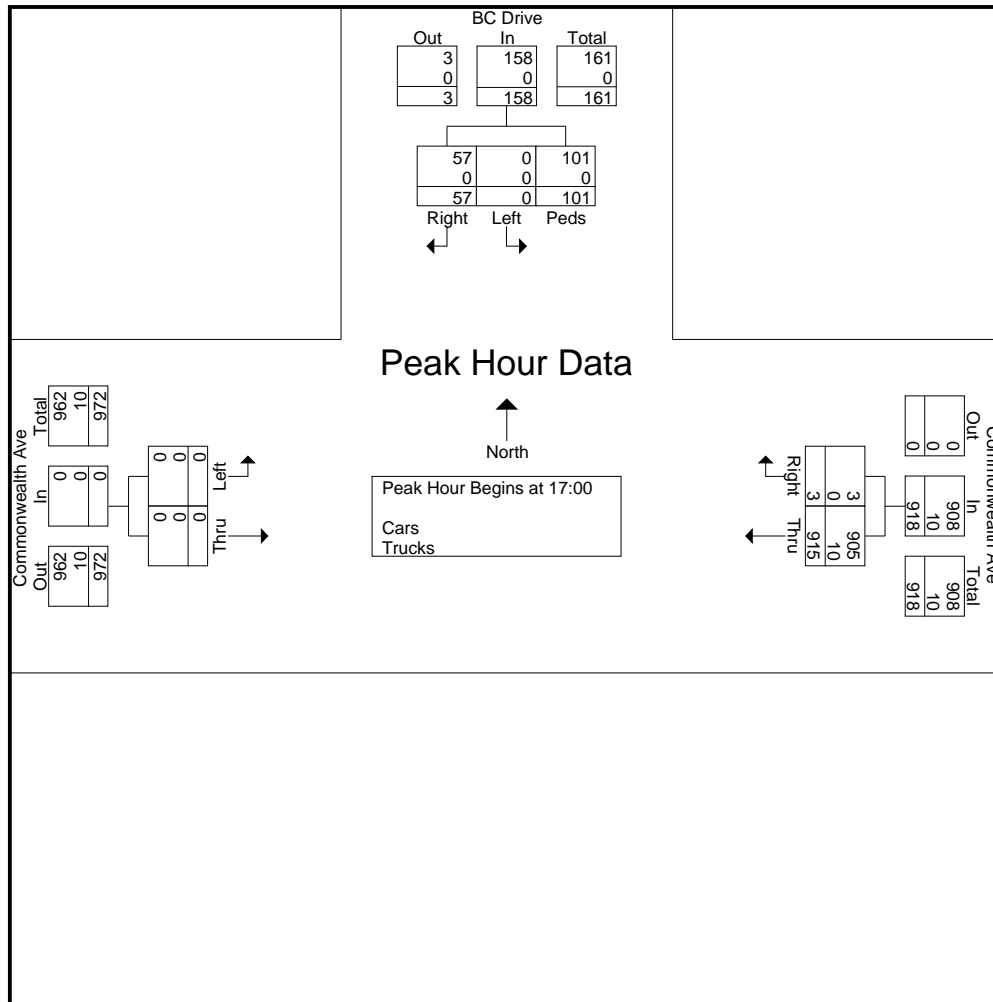 BC Drive
Out In Total
3 158 161
0 0 0
3 158 161
57 0 101
0 0 0
57 0 101
Right Left Peds
Peak Hour Data
North
Peak Hour Begins at 17:00
Cars
Trucks
Commonwealth Ave
Total In Out
962 0 962
10 0 10
972 0 972
Left Thru
0 0
0 0
0 0
Right Thru
3 905
0 10
3 915
Commonwealth Ave
Out In Total
0 908 908
0 10 10
0 918 918